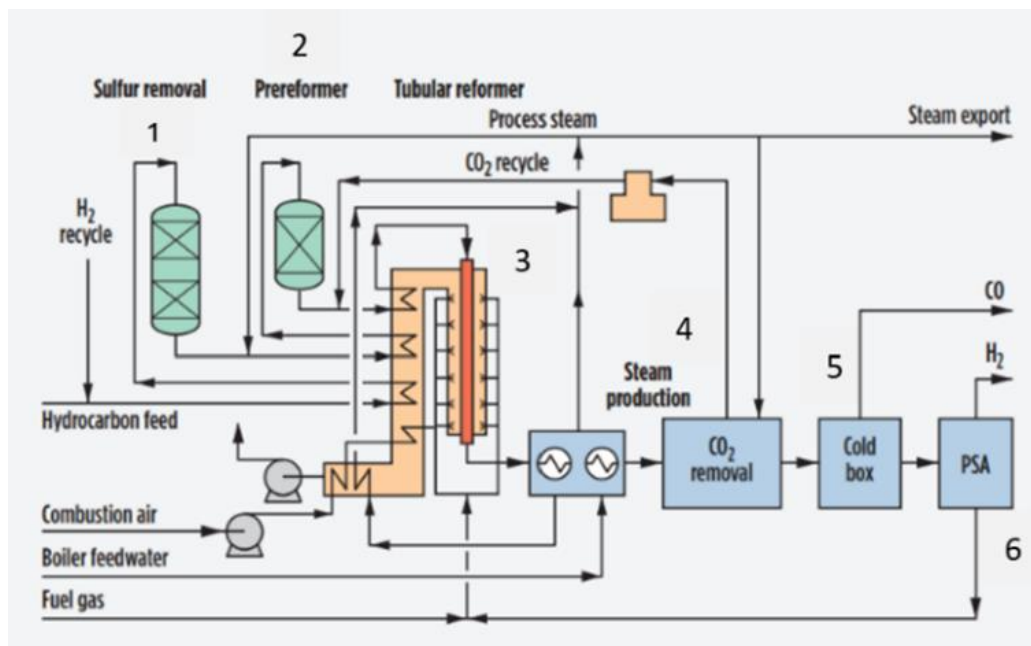 2
Sulfur removal
Prereformer
Tubular reformer
1
Process steam
Steam export
CO₂ recycle
H₂
recycle
3
CO
4
5
H₂
Steam
production
Hydrocarbon feed
CO₂
removal
Cold
box
PSA
Combustion air
6
Boiler feedwater
Fuel gas